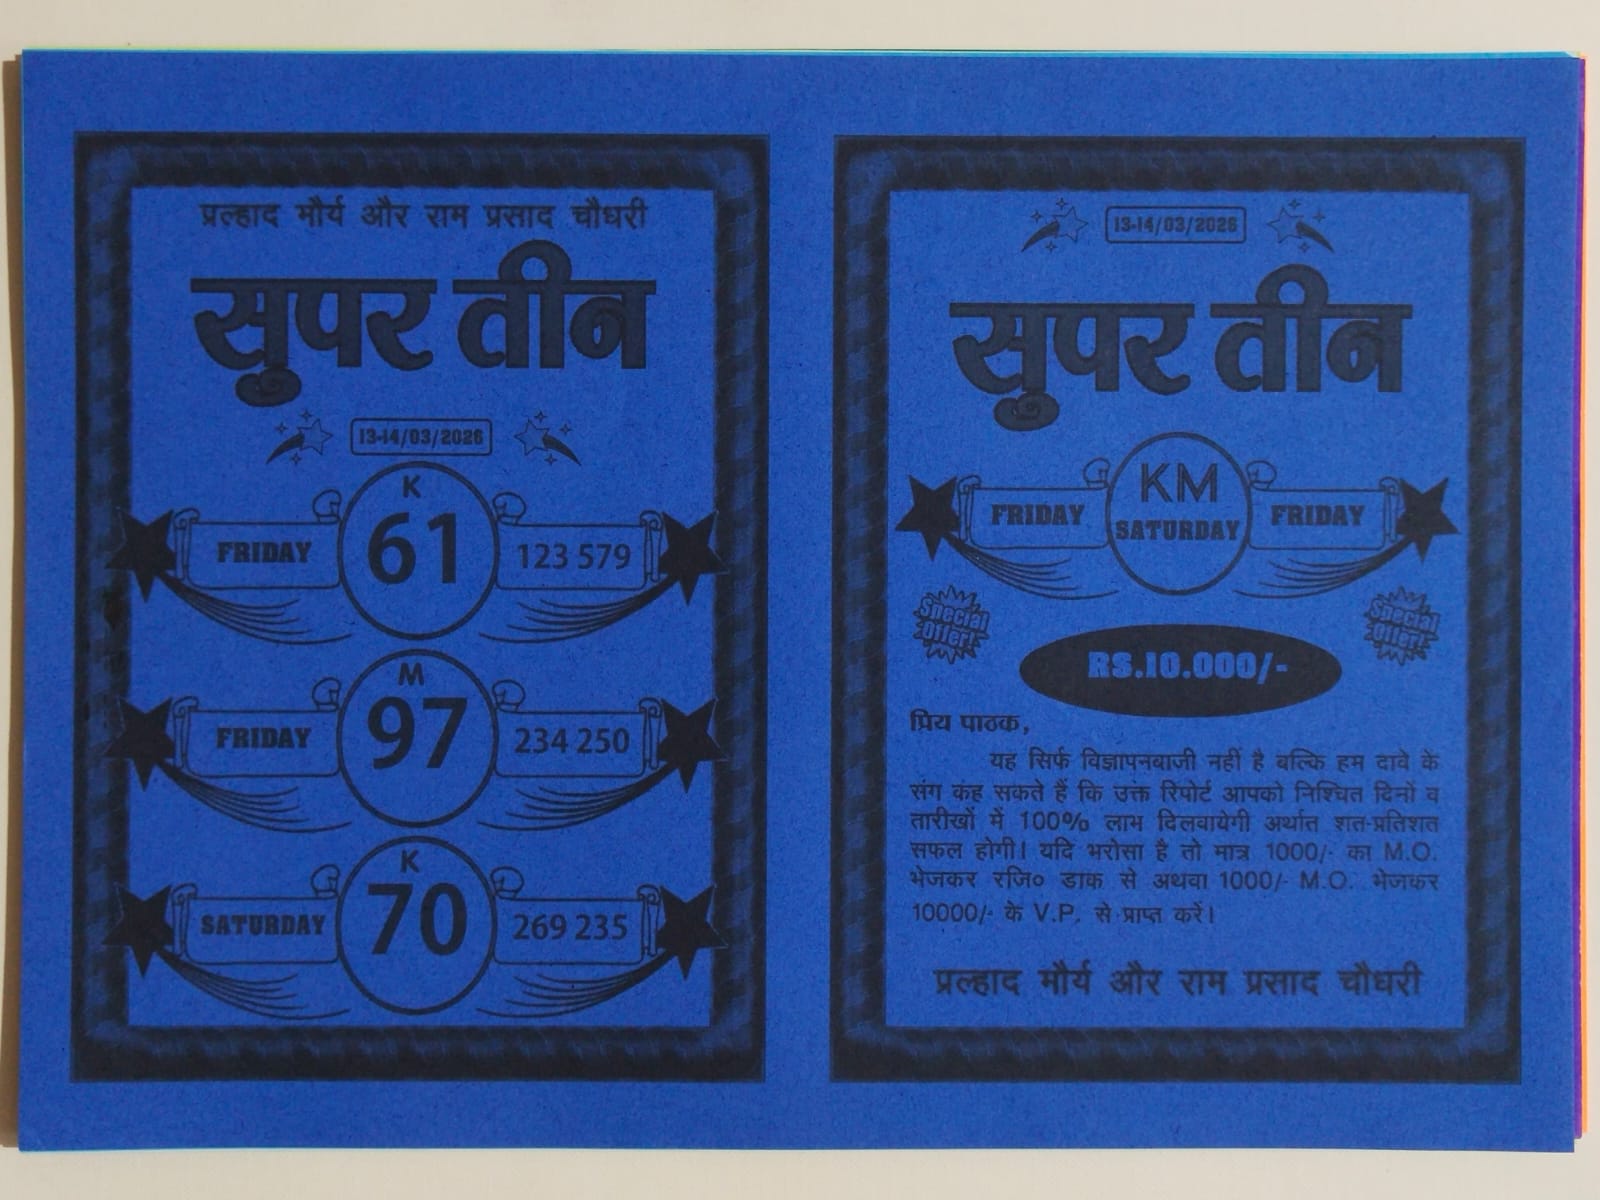 प्रल्हाद मौर्य और राम प्रसाद चौधरी
सुपर तीन
13-14/03/2026
K
FRIDAY 61 123 579
M
FRIDAY 97 234 250
K
SATURDAY 70 269 235
13-14/03/2026
सुपर तीन
KM
FRIDAY SATURDAY FRIDAY
Special Offer!
Special Offer!
RS.10.000/-
प्रिय पाठक,
यह सिर्फ विज्ञापनबाजी नहीं है बल्कि हम दावे के
संग कह सकते हैं कि उक्त रिपोर्ट आपको निश्चित दिनों व
तारीखों में 100% लाभ दिलवायेगी अर्थात शत-प्रतिशत
सफल होगी। यदि भरोसा है तो मात्र 1000/- का M.O.
भेजकर रजि० डाक से अथवा 1000/- M.O. भेजकर
10000/- के V.P. से प्राप्त करें।
प्रल्हाद मौर्य और राम प्रसाद चौधरी